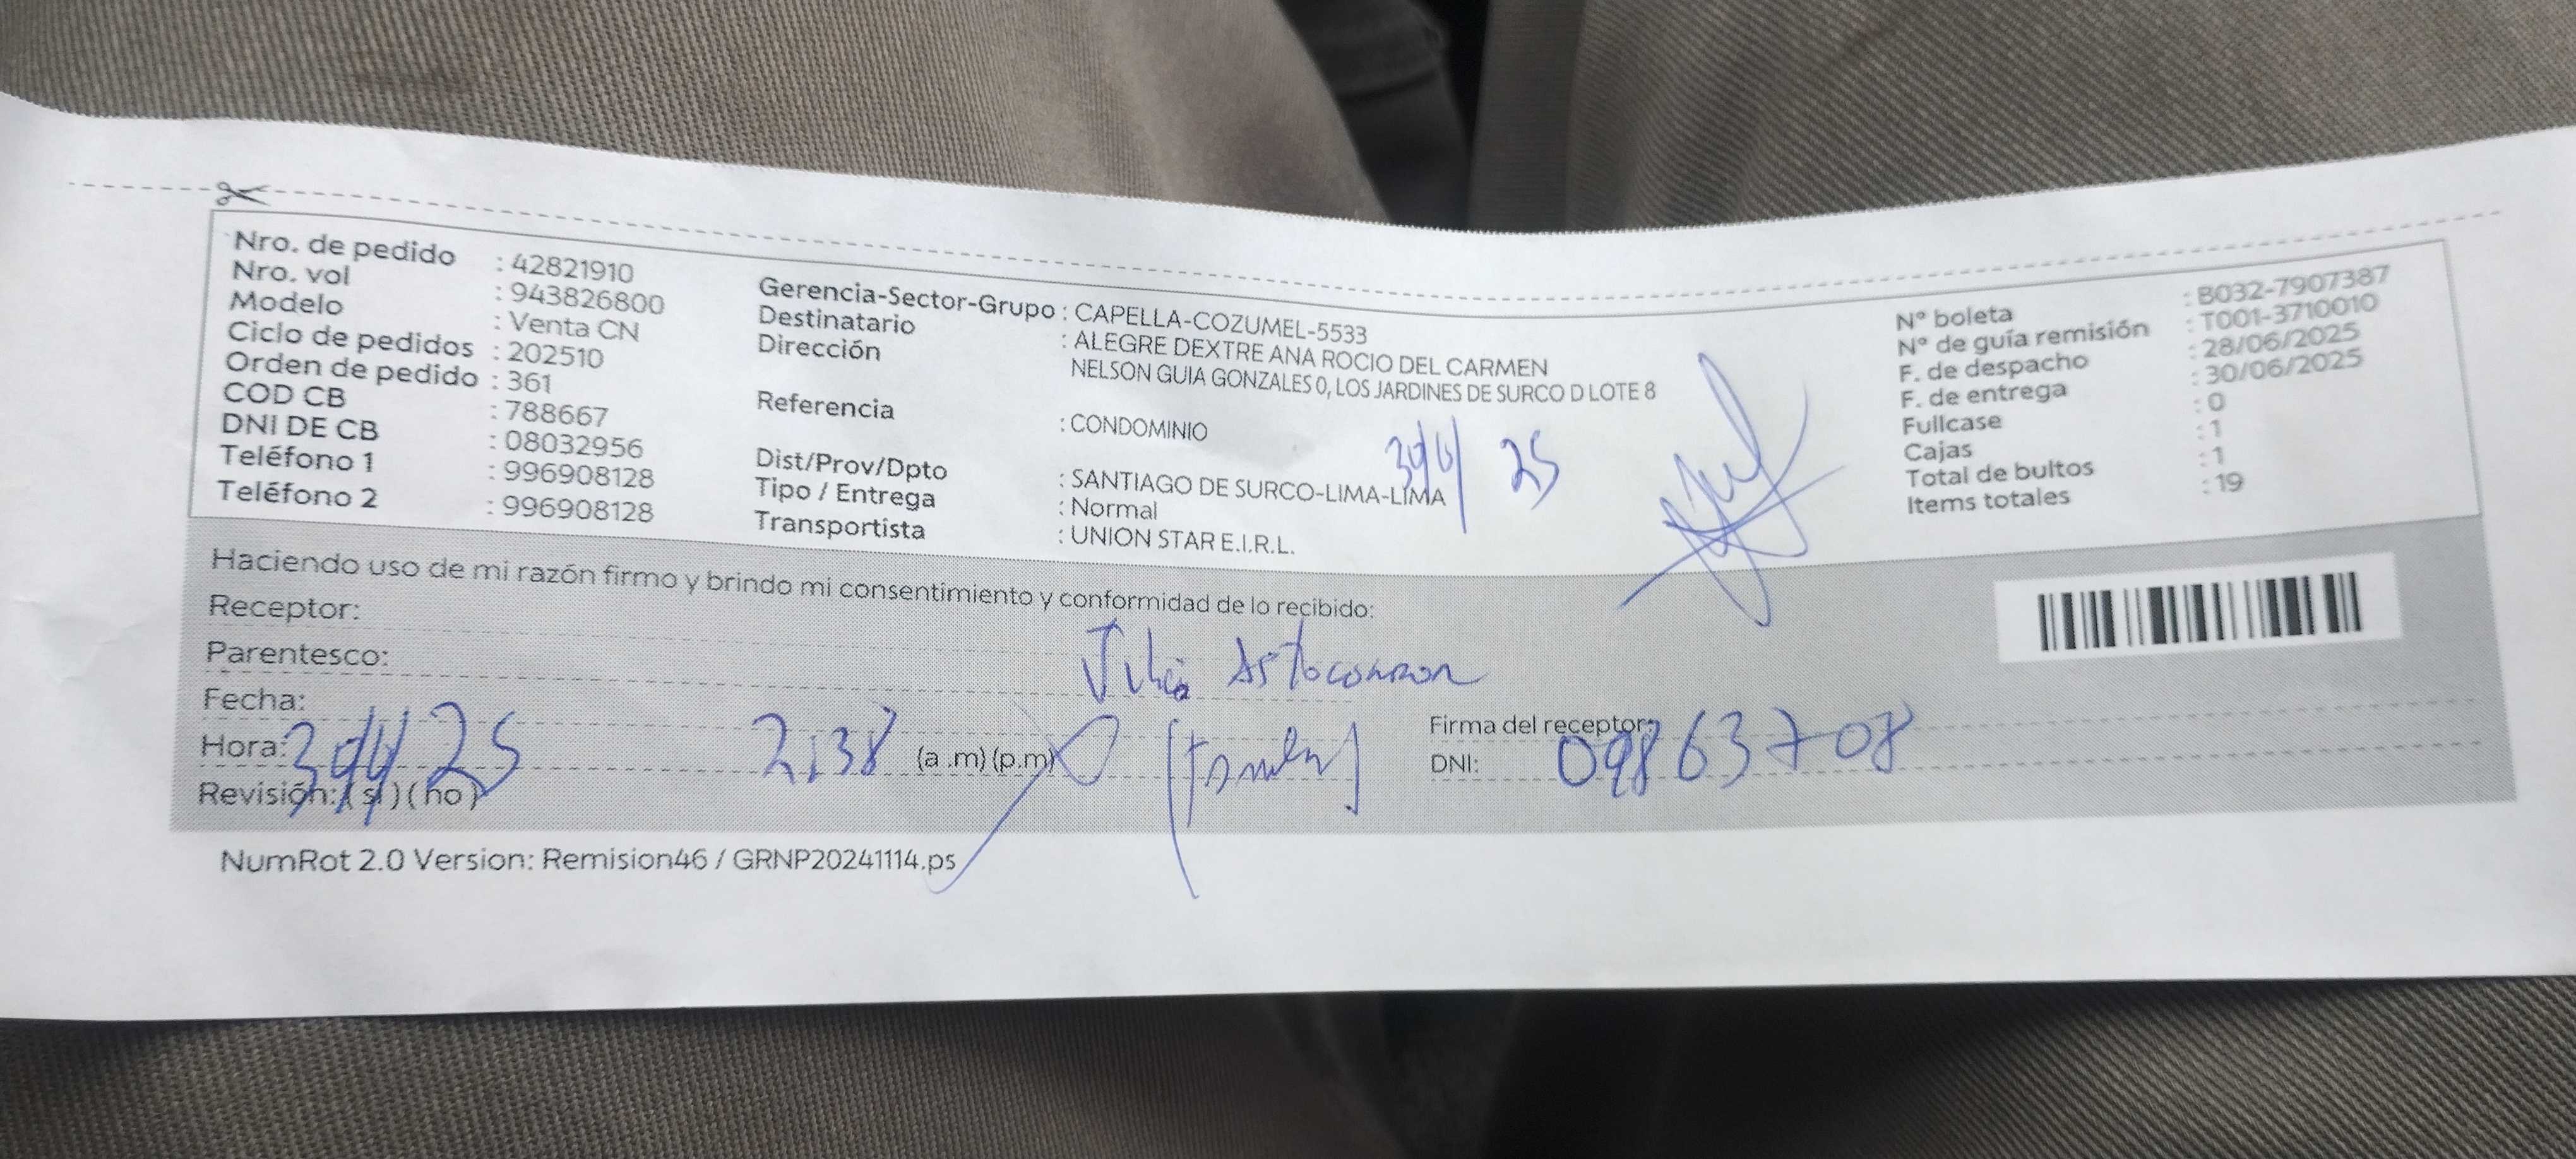 Nro. de pedido : 42821910
Nro. vol : 943826800
Modelo : Venta CN
Ciclo de pedidos : 202510
Orden de pedido : 361
COD CB : 788667
DNI DE CB : 08032956
Teléfono 1 : 996908128
Teléfono 2 : 996908128
Gerencia-Sector-Grupo : CAPELLA-COZUMEL-5533
Destinatario : ALEGRE DEXTRE ANA ROCIO DEL CARMEN
Dirección NELSON GUIA GONZALES 0, LOS JARDINES DE SURCO D LOTE 8
Referencia : CONDOMINIO
Dist/Prov/Dpto : SANTIAGO DE SURCO-LIMA-LIMA
Tipo / Entrega : Normal
Transportista : UNION STAR E.I.R.L.
25
N° boleta : B032-7907387
N° de guía remisión : T001-3710010
F. de despacho : 28/06/2025
F. de entrega : 30/06/2025
Fullcase : 0
Cajas : 1
Total de bultos : 1
Items totales : 19
Haciendo uso de mi razón firmo y brindo mi consentimiento y conformidad de lo recibido:
Receptor:
Parentesco:
Fecha:
Hora: 25 2:38 (a .m) (p.m)
Revisión: ( si ) ( no )
Firma del receptor:
DNI: 09863708
NumRot 2.0 Version: Remision46 / GRNP20241114.ps